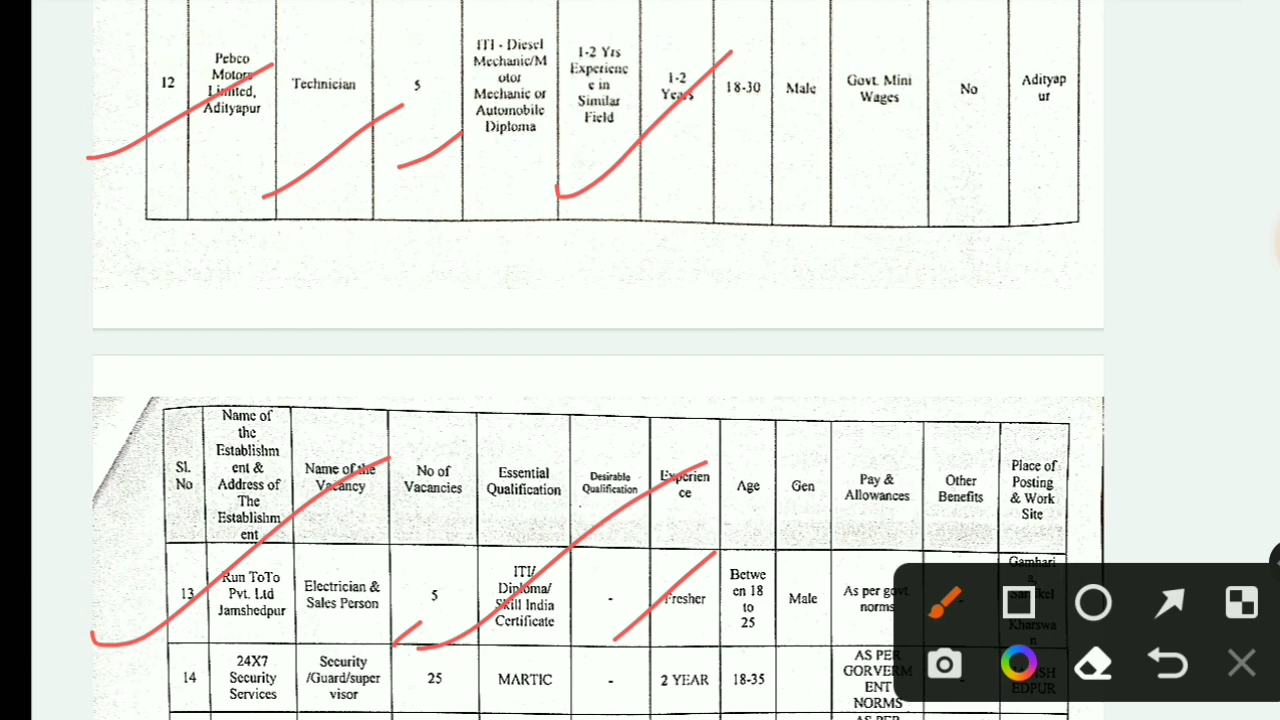 12
Pebco
Motors
Limited,
Adityapur
Technician
5
ITI - Diesel
Mechanic/M
otor
Mechanic or
Automobile
Diploma
1-2 Yrs
Experienc
e in
Similar
Field
1-2
Years
18-30
Male
Govt. Mini
Wages
No
Adityap
ur
Sl.
No
Name of
the
Establishm
ent &
Address of
The
Establishm
ent
Name of the
Vacancy
No of
Vacancies
Essential
Qualification
Desirable
Qualification
Experien
ce
Age
Gen
Pay &
Allowances
Other
Benefits
Place of
Posting
& Work
Site
13
Run ToTo
Pvt. Ltd
Jamshedpur
Electrician &
Sales Person
5
ITI/
Diploma/
Skill India
Certificate
-
Fresher
Betwe
en 18
to
25
Male
As per govt.
norms
14
24X7
Security
Services
Security
/Guard/super
visor
25
MARTIC
-
2 YEAR
18-35
AS PER
GORVERM
ENT
NORMS
EDPUR